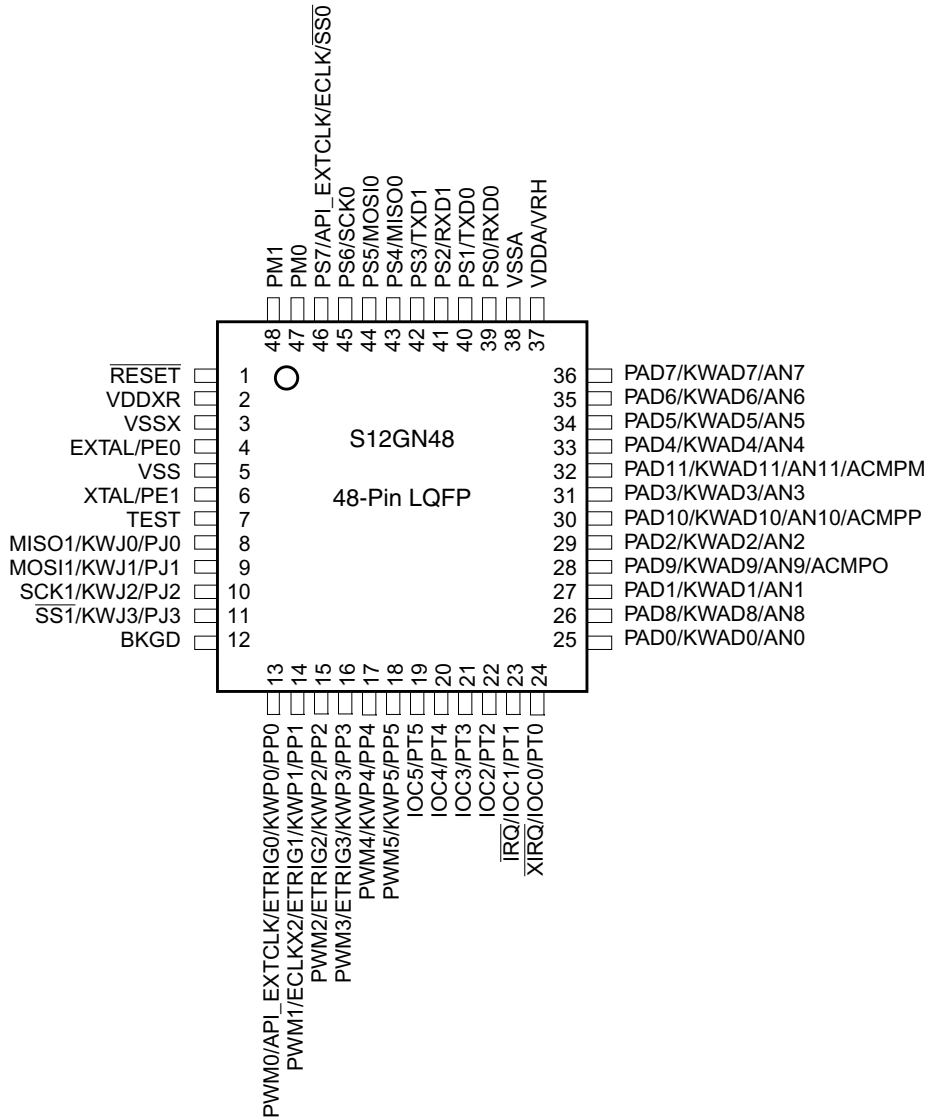 PS7/API_EXTCLK/ECLK/SS0
PM1
PM0
PS6/SCK0
PS5/MOSI0
PS4/MISO0
PS3/TXD1
PS2/RXD1
PS1/TXD0
PS0/RXD0
VSSA
VDDA/VRH
48
47
46
45
44
43
42
41
40
39
38
37
RESET 1
VDDXR 2
VSSX 3
EXTAL/PE0 4
VSS 5
XTAL/PE1 6
TEST 7
MISO1/KWJ0/PJ0 8
MOSI1/KWJ1/PJ1 9
SCK1/KWJ2/PJ2 10
SS1/KWJ3/PJ3 11
BKGD 12
S12GN48
48-Pin LQFP
36 PAD7/KWAD7/AN7
35 PAD6/KWAD6/AN6
34 PAD5/KWAD5/AN5
33 PAD4/KWAD4/AN4
32 PAD11/KWAD11/AN11/ACMPM
31 PAD3/KWAD3/AN3
30 PAD10/KWAD10/AN10/ACMPP
29 PAD2/KWAD2/AN2
28 PAD9/KWAD9/AN9/ACMPO
27 PAD1/KWAD1/AN1
26 PAD8/KWAD8/AN8
25 PAD0/KWAD0/AN0
13
14
15
16
17
18
19
20
21
22
23
24
PWM0/API_EXTCLK/ETRIG0/KWP0/PP0
PWM1/ECLKX2/ETRIG1/KWP1/PP1
PWM2/ETRIG2/KWP2/PP2
PWM3/ETRIG3/KWP3/PP3
PWM4/KWP4/PP4
PWM5/KWP5/PP5
IOC5/PT5
IOC4/PT4
IOC3/PT3
IOC2/PT2
IRQ/IOC1/PT1
XIRQ/IOC0/PT0